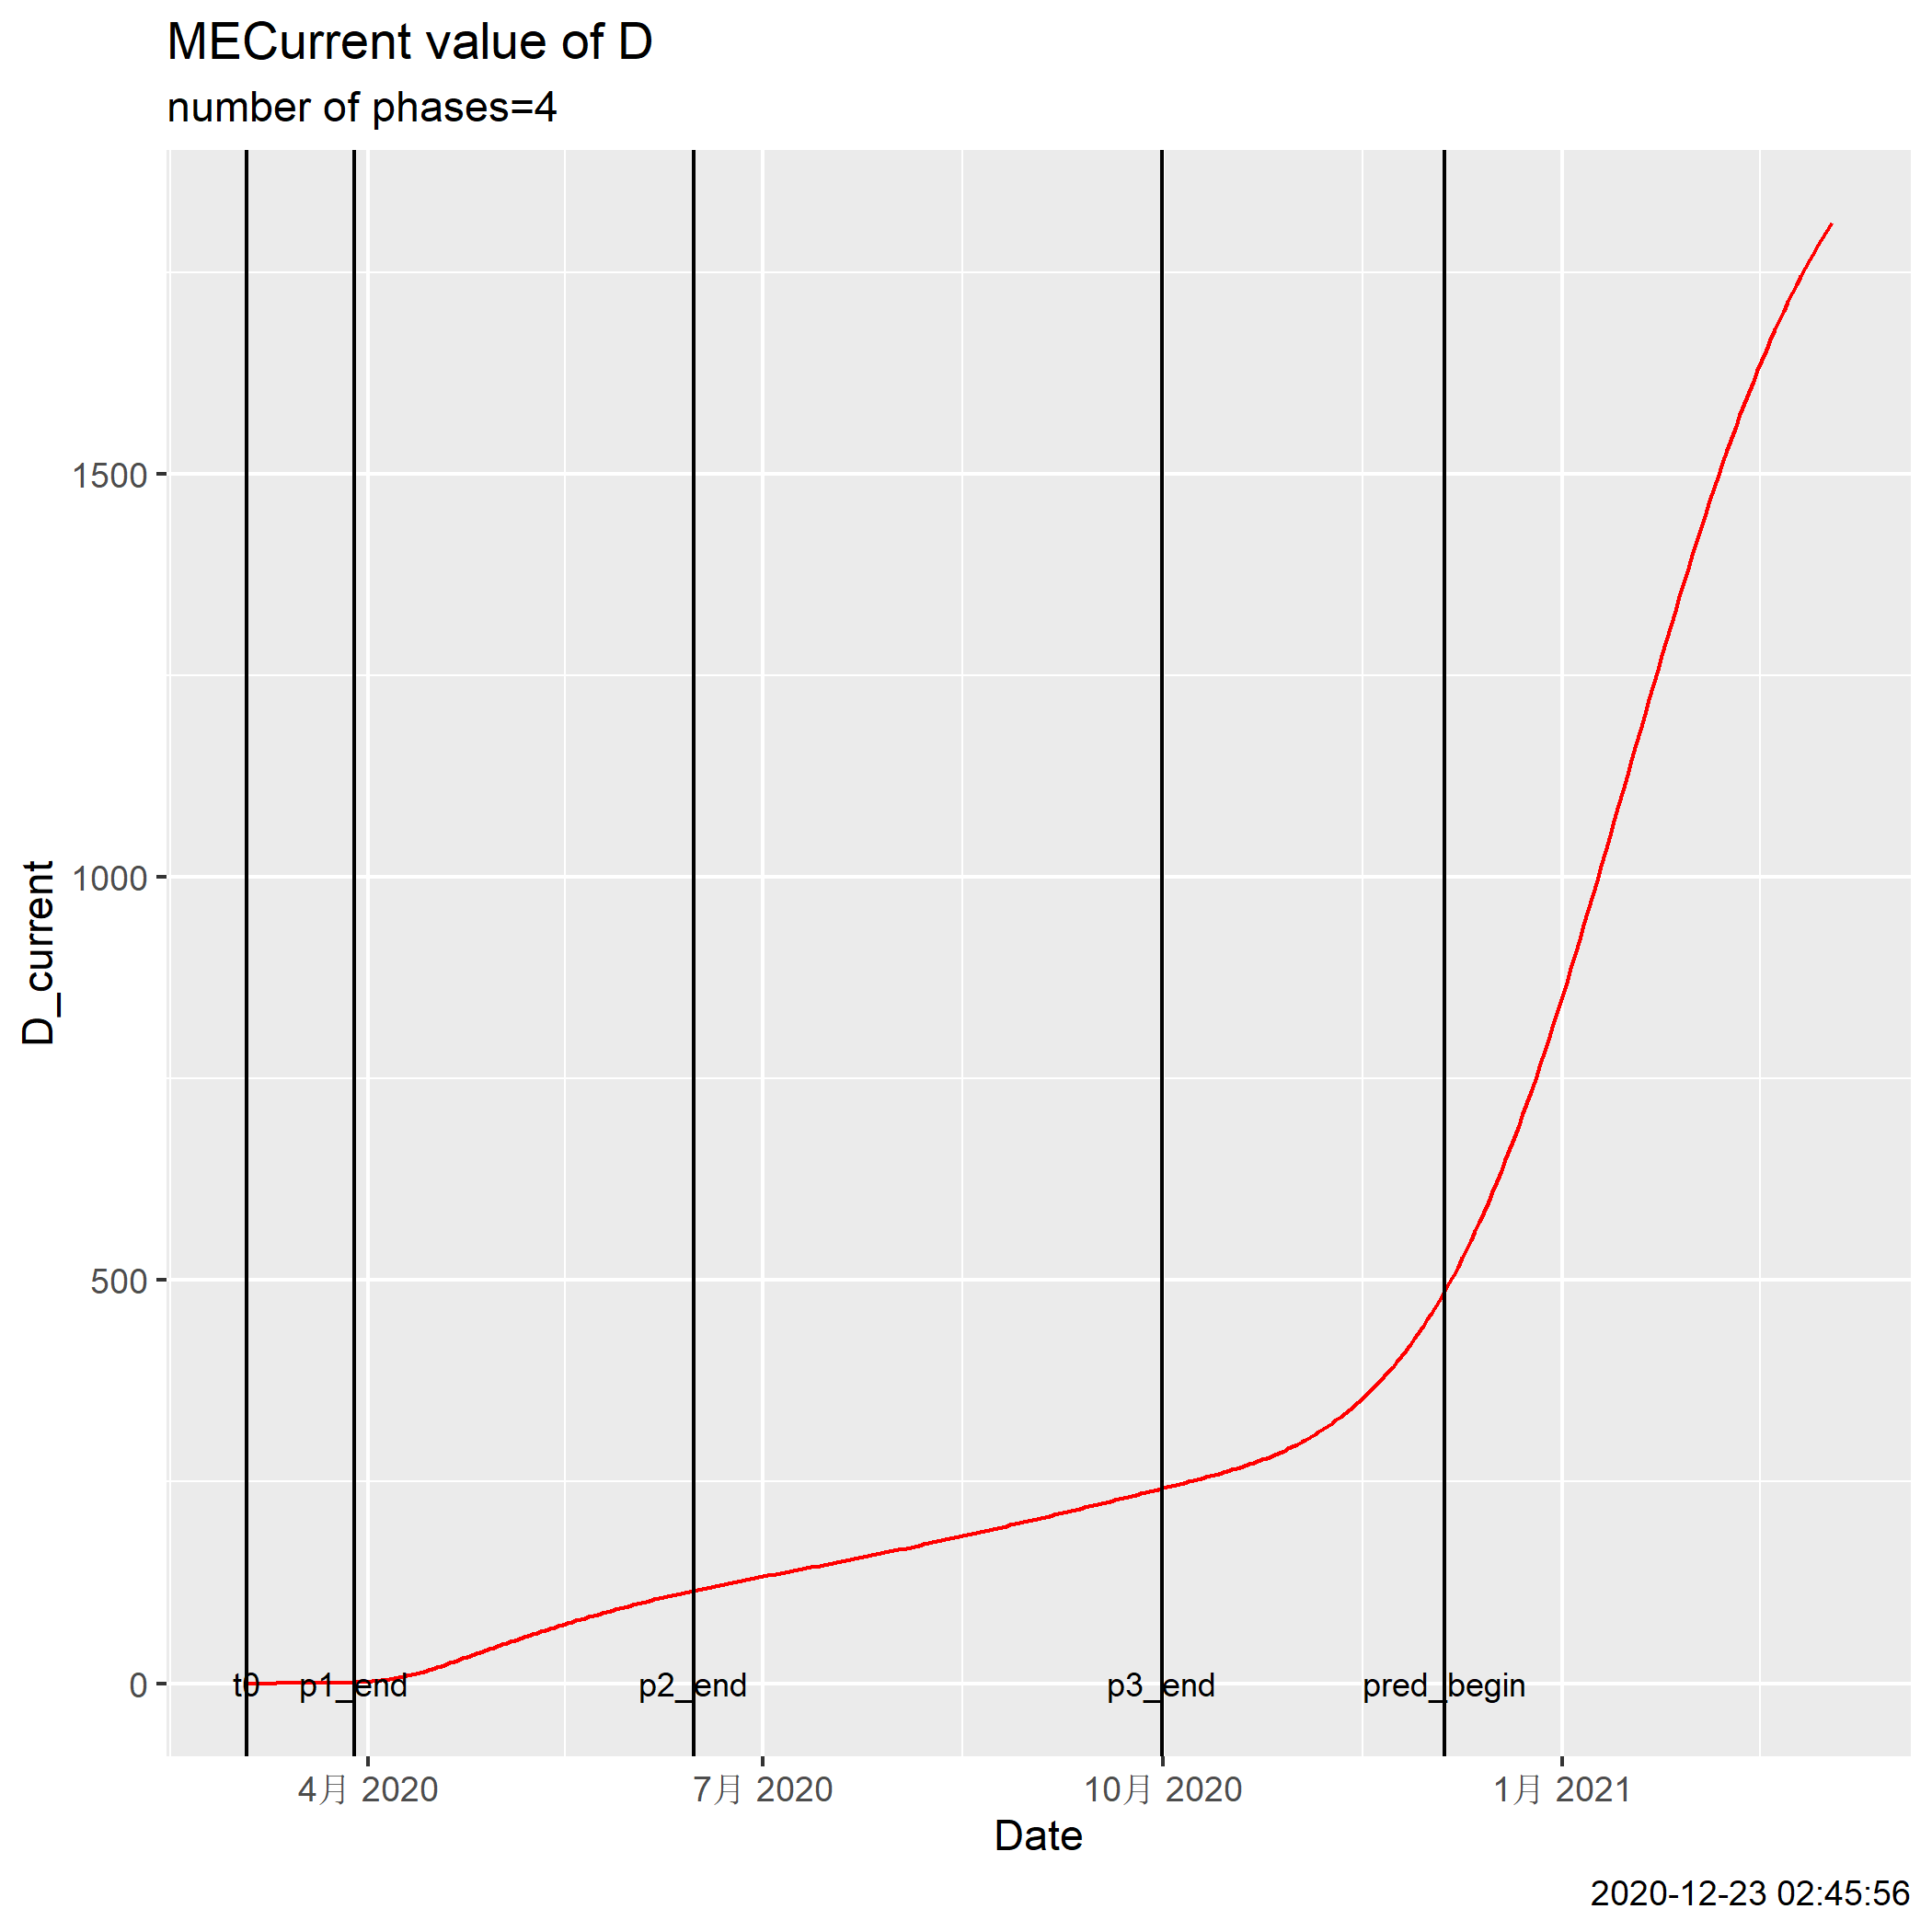 MECurrent value of D
number of phases=4
D_current
1500
1000
500
0
t0 p1_end p2_end p3_end pred_begin
4月 2020 7月 2020 10月 2020 1月 2021
Date
2020-12-23 02:45:56